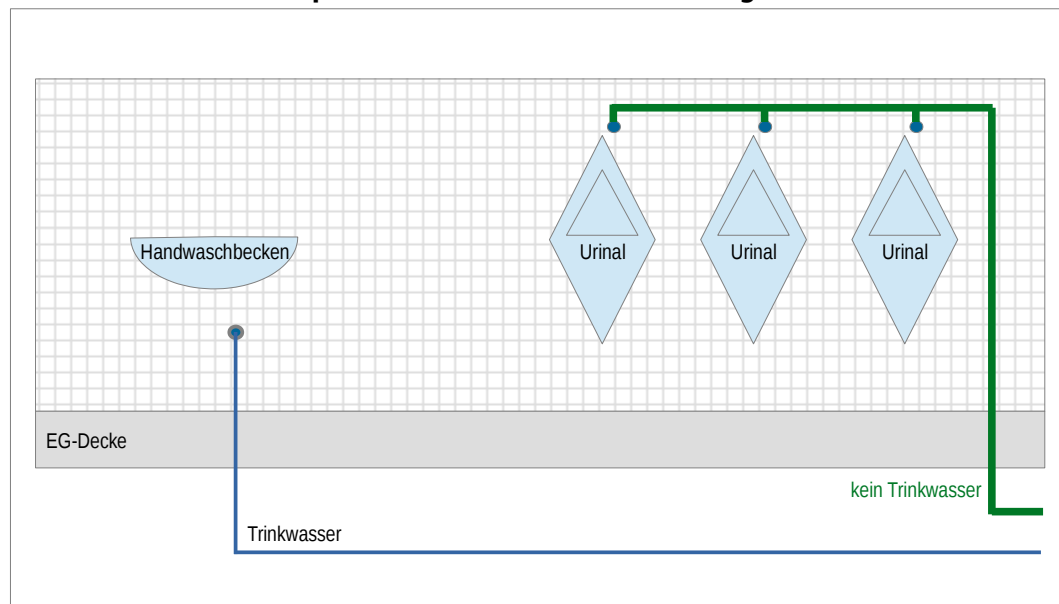 Handwaschbecken
Urinal
Urinal
Urinal
EG-Decke
kein Trinkwasser
Trinkwasser